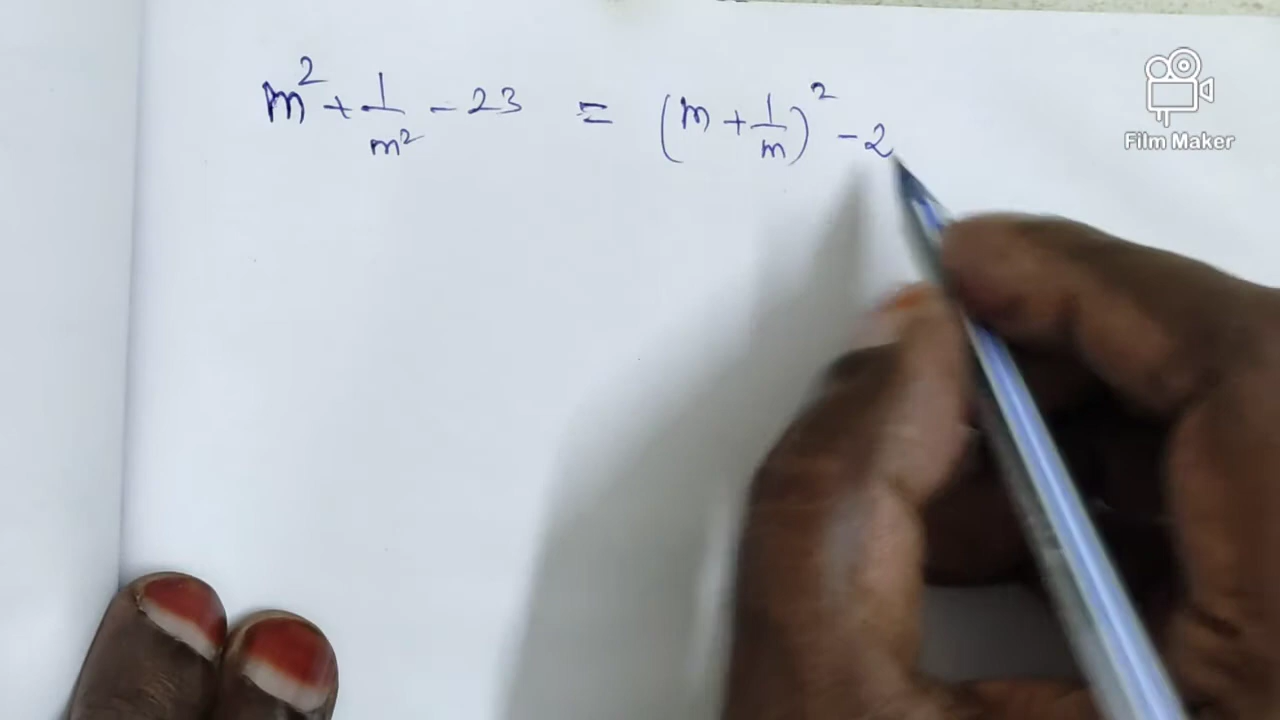 m² + 1/m² - 23 = (m + 1/m)² - 2
Film Maker